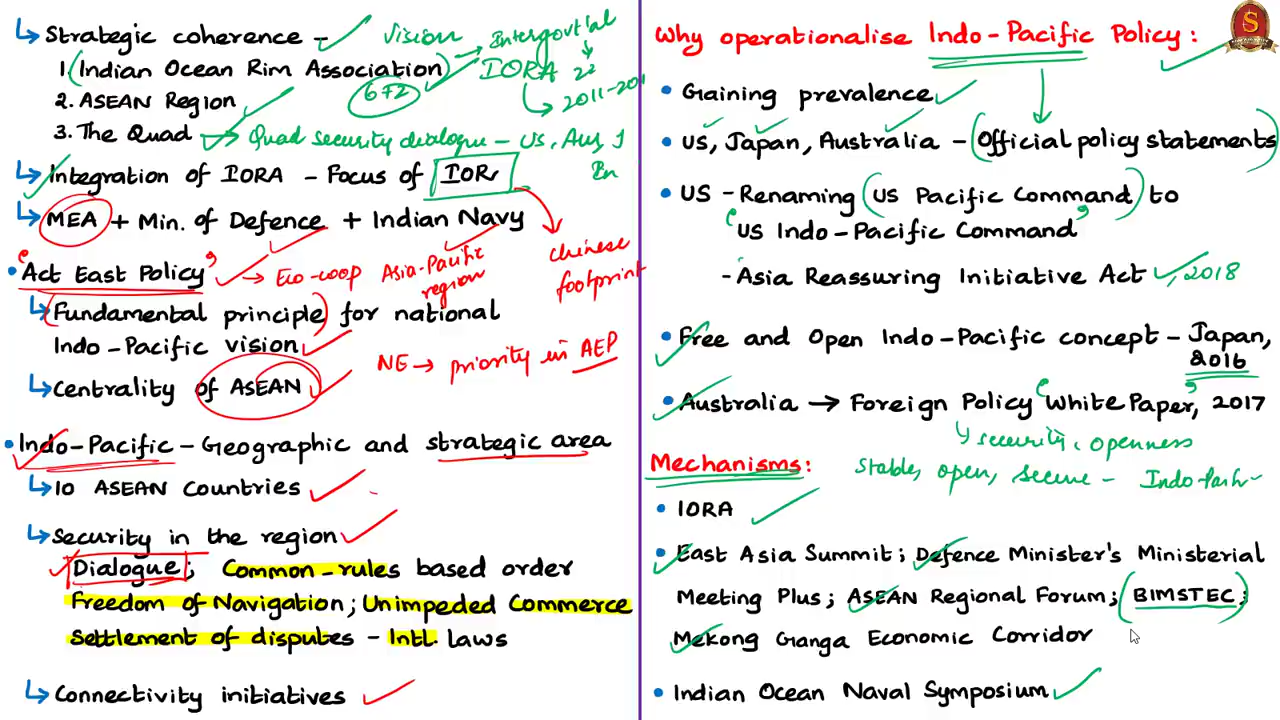 ↳ Strategic coherence – ✓ vision Intergovtial
1. (Indian Ocean Rim Association) IORA 22
6+2 2011-201
2. ASEAN Region
3. The Quad → Quad security dialogue – US, Aus, J
In
↳ Integration of IORA – Focus of IOR
↳ MEA + Min. of Defence + Indian Navy
Chinese
footprint
• 'Act East Policy' → Eco-coop Asia-Pacific
region
↳ (Fundamental principle) for national
Indo-Pacific vision
NE → priority in AEP
↳ Centrality of ASEAN
• Indo-Pacific – Geographic and strategic area
↳ 10 ASEAN Countries
↳ Security in the region
Dialogue; Common-rules based order
Freedom of Navigation; Unimpeded Commerce
Settlement of disputes – Intl. laws
↳ Connectivity initiatives
S
Why operationalise Indo-Pacific Policy:
• Gaining prevalence
• US, Japan, Australia – (Official policy statements)
• US – Renaming (US Pacific Command) to
'US Indo-Pacific Command'
- Asia Reassuring Initiative Act ✓, 2018
• Free and Open Indo-Pacific concept – Japan,
2016
• Australia → Foreign Policy 'White Paper', 2017
↳ security, openness
stable, open, secure –
Mechanisms:
• IORA
• East Asia Summit; Defence Minister's Ministerial
Meeting Plus; ASEAN Regional Forum; (BIMSTEC);
Mekong Ganga Economic Corridor
• Indian Ocean Naval Symposium